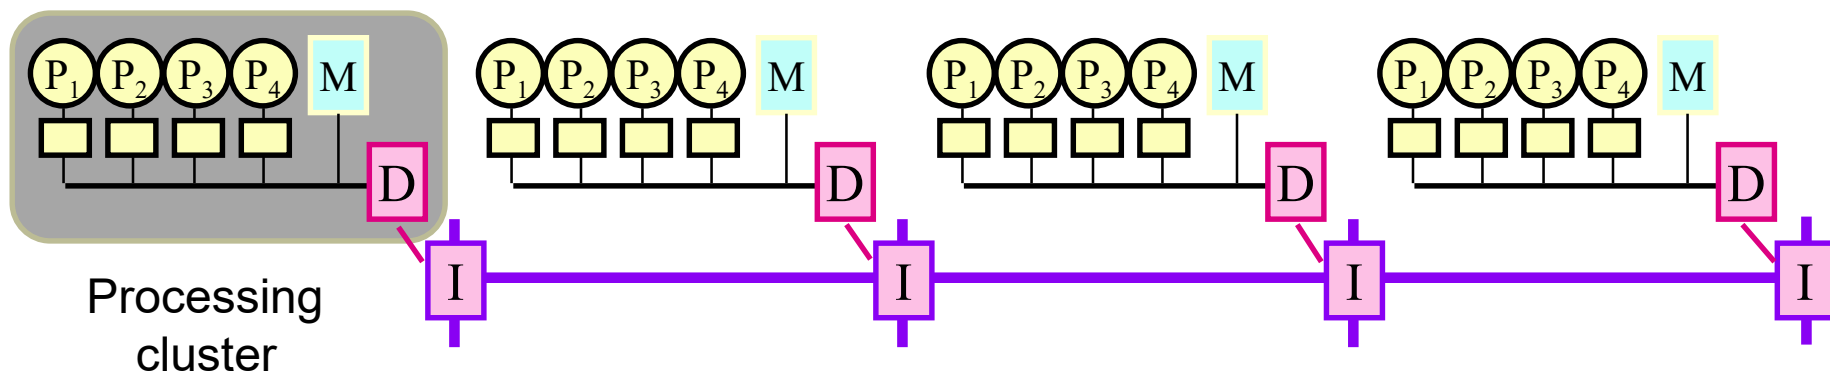 P1 P2 P3 P4 M P1 P2 P3 P4 M P1 P2 P3 P4 M P1 P2 P3 P4 M
D D D D
I I I I
Processing
cluster